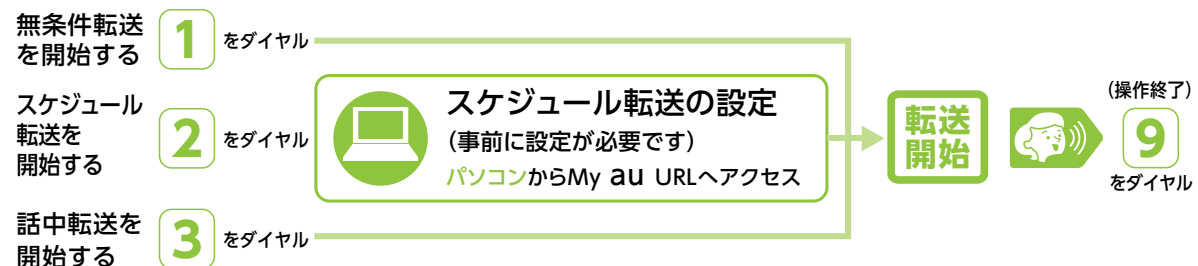 無条件転送
を開始する
1
をダイヤル
スケジュール
転送を
開始する
2
をダイヤル
スケジュール転送の設定
（事前に設定が必要です）
パソコンからMy au URLへアクセス
話中転送を
開始する
3
をダイヤル
転送
開始
（操作終了）
9
をダイヤル